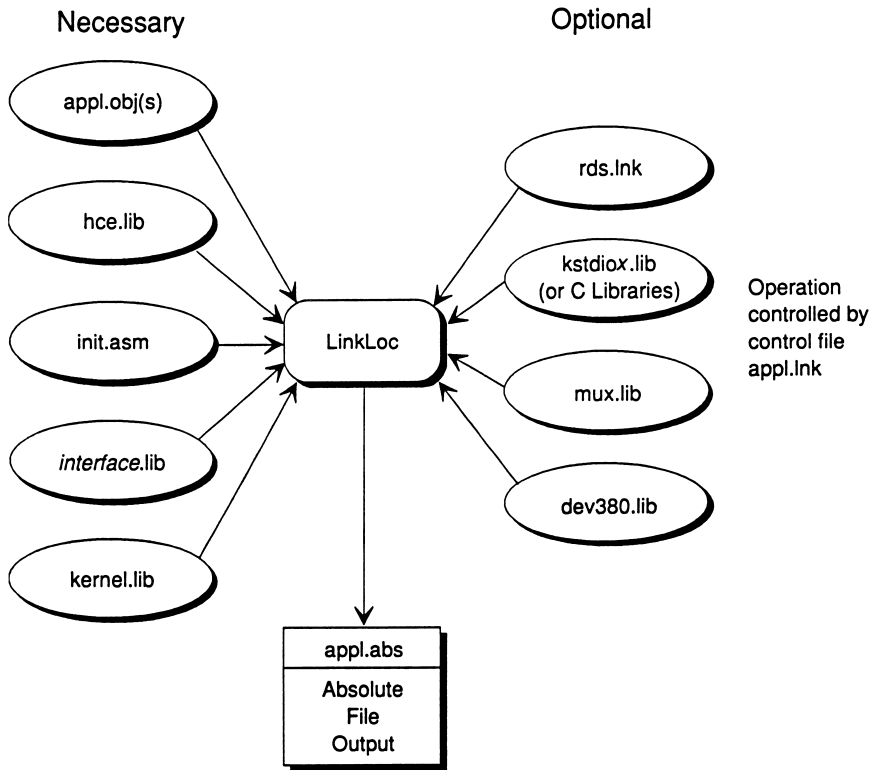 Necessary
appl.obj(s)
hce.lib
init.asm
interface.lib
kernel.lib
LinkLoc
appl.abs
Absolute
File
Output
Optional
rds.lnk
kstdiox.lib
(or C Libraries)
mux.lib
dev380.lib
Operation
controlled by
control file
appl.lnk